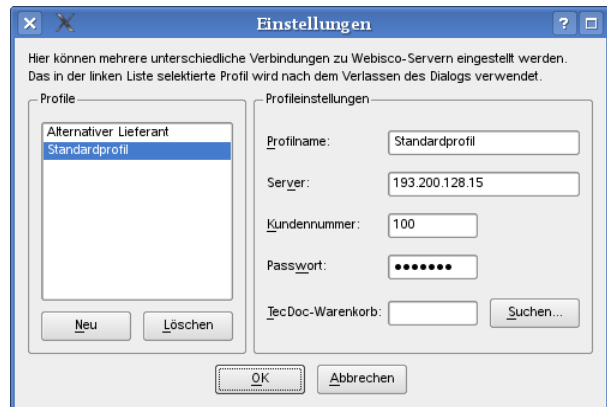 Einstellungen
Hier können mehrere unterschiedliche Verbindungen zu Webisco-Servern eingestellt werden.
Das in der linken Liste selektierte Profil wird nach dem Verlassen des Dialogs verwendet.
Profile
Alternativer Lieferant
Standardprofil
Neu
Löschen
Profileinstellungen
Profilname: Standardprofil
Server: 193.200.128.15
Kundennummer: 100
Passwort: ●●●●●●●
TecDoc-Warenkorb:
Suchen...
OK
Abbrechen